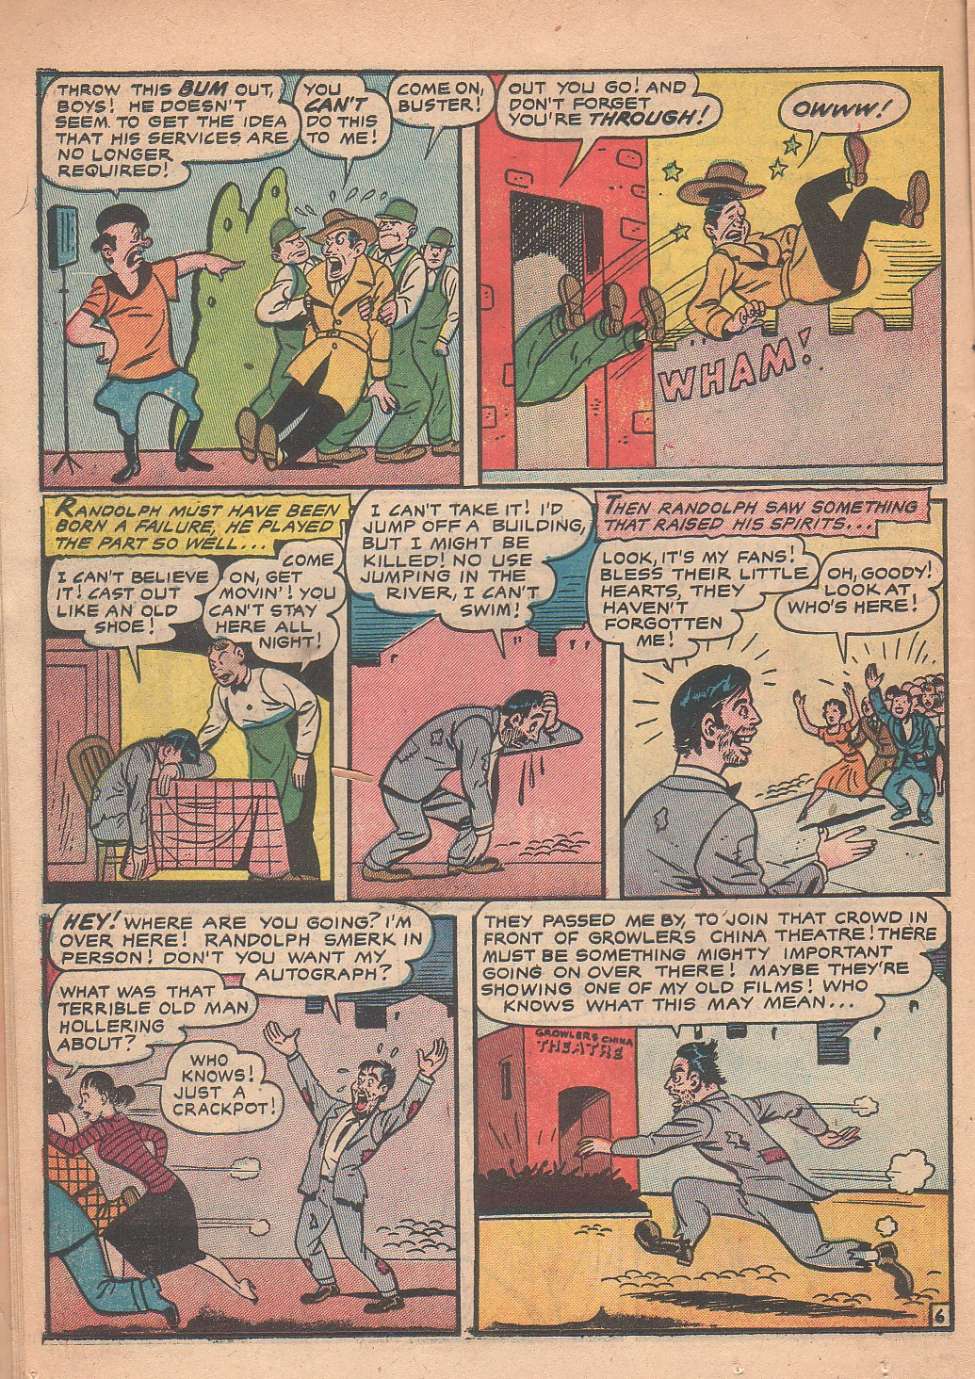 THROW THIS BUM OUT,
BOYS! HE DOESN'T
SEEM TO GET THE IDEA
THAT HIS SERVICES ARE
NO LONGER
REQUIRED!
YOU
CAN'T
DO THIS
TO ME!
COME ON,
BUSTER!
OUT YOU GO! AND
DON'T FORGET
YOU'RE THROUGH!
OWWW!
WHAM!
RANDOLPH MUST HAVE BEEN
BORN A FAILURE, HE PLAYED
THE PART SO WELL...
I CAN'T BELIEVE
IT! CAST OUT
LIKE AN OLD
SHOE!
COME
ON, GET
MOVIN'! YOU
CAN'T STAY
HERE ALL
NIGHT!
I CAN'T TAKE IT! I'D
JUMP OFF A BUILDING,
BUT I MIGHT BE
KILLED! NO USE
JUMPING IN THE
RIVER, I CAN'T
SWIM!
THEN RANDOLPH SAW SOMETHING
THAT RAISED HIS SPIRITS...
LOOK, IT'S MY FANS!
BLESS THEIR LITTLE
HEARTS, THEY
HAVEN'T
FORGOTTEN
ME!
OH, GOODY!
LOOK AT
WHO'S HERE!
HEY! WHERE ARE YOU GOING? I'M
OVER HERE! RANDOLPH SMERK IN
PERSON! DON'T YOU WANT MY
AUTOGRAPH?
WHAT WAS THAT
TERRIBLE OLD MAN
HOLLERING
ABOUT?
WHO
KNOWS!
JUST A
CRACKPOT!
THEY PASSED ME BY, TO JOIN THAT CROWD IN
FRONT OF GROWLERS CHINA THEATRE! THERE
MUST BE SOMETHING MIGHTY IMPORTANT
GOING ON OVER THERE! MAYBE THEY'RE
SHOWING ONE OF MY OLD FILMS! WHO
KNOWS WHAT THIS MAY MEAN...
GROWLERS CHINA
THEATRE
6